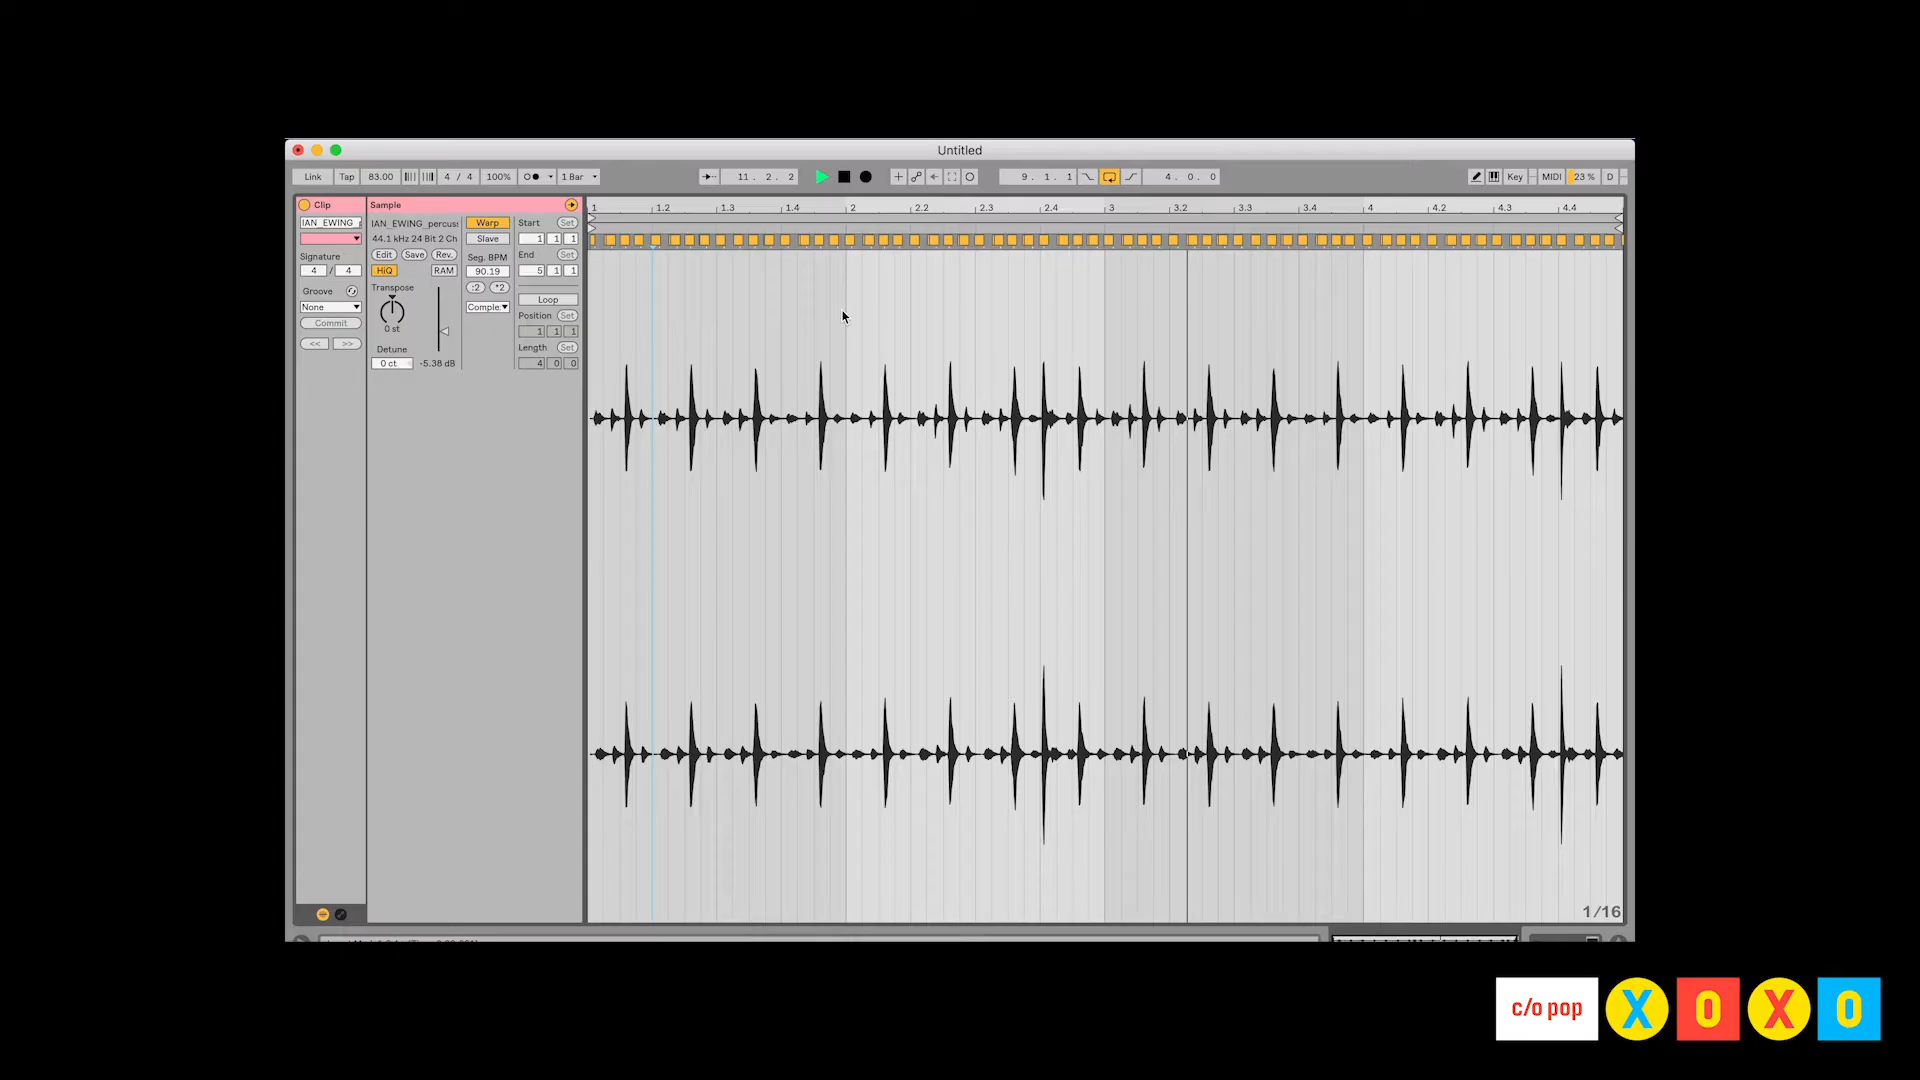 Untitled
Link Tap 83.00 4 / 4 100% 1 Bar 11. 2. 2 9. 1. 1 4. 0. 0 Key MIDI 23 % D
Clip Sample
IAN_EWING IAN_EWING_percus Warp Start Set
44.1 kHz 24 Bit 2 Ch Slave 1 1 1
Signature Edit Save Rev. Seg. BPM End Set
4 / 4 HiQ RAM 90.19 5 1 1
Groove Transpose :2 *2
None Comple Loop
Commit 0 st Position Set
<< >> 1 1 1
Detune Length Set
0 ct -5.38 dB 4 0 0
1 1.2 1.3 1.4 2 2.2 2.3 2.4 3 3.2 3.3 3.4 4 4.2 4.3 4.4
1/16
c/o pop X O X O